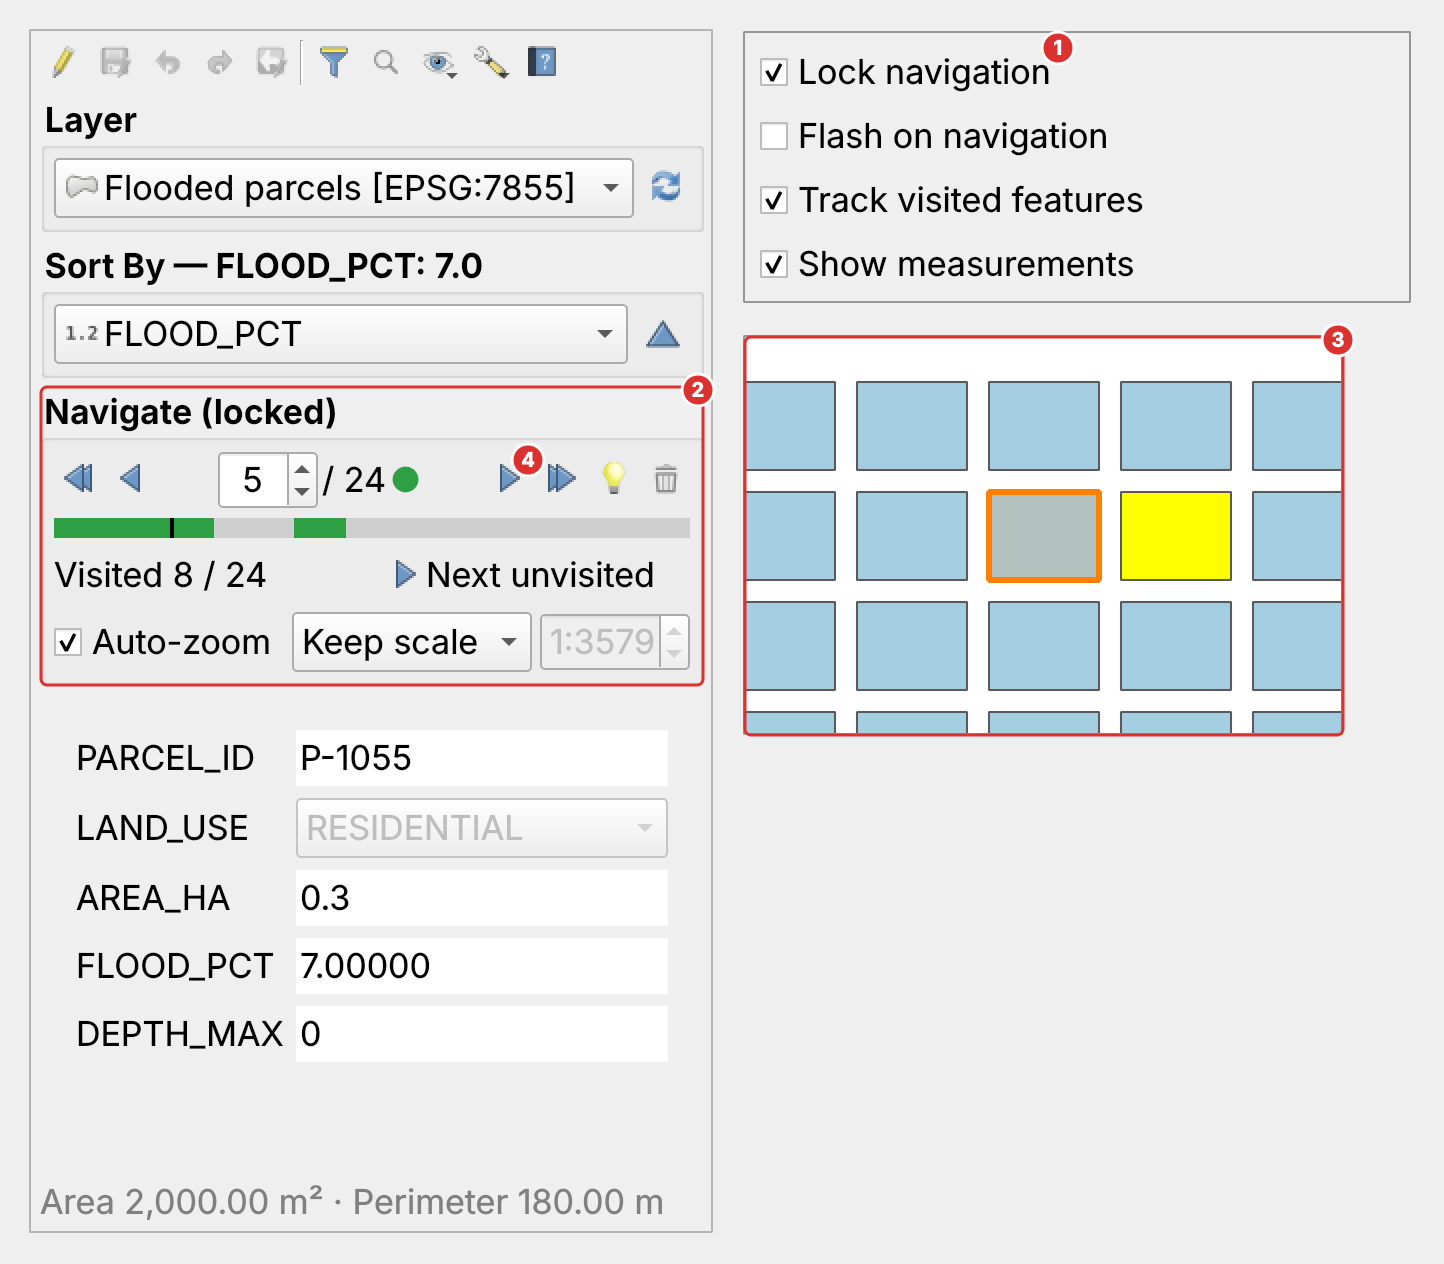 Layer
Flooded parcels [EPSG:7855]
Sort By — FLOOD_PCT: 7.0
1.2 FLOOD_PCT
2
Navigate (locked)
5 / 24
4
Visited 8 / 24
Next unvisited
Auto-zoom
Keep scale
1:3579
PARCEL_ID P-1055
LAND_USE RESIDENTIAL
AREA_HA 0.3
FLOOD_PCT 7.00000
DEPTH_MAX 0
Area 2,000.00 m² · Perimeter 180.00 m
1
Lock navigation
Flash on navigation
Track visited features
Show measurements
3
?